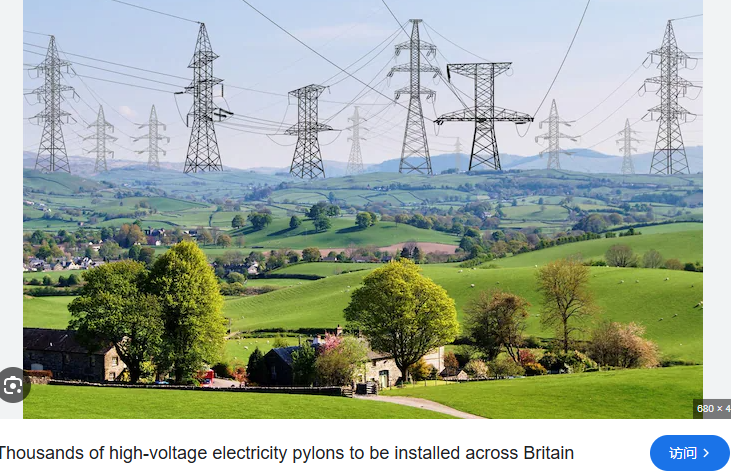 680 × 4
Thousands of high-voltage electricity pylons to be installed across Britain
访问